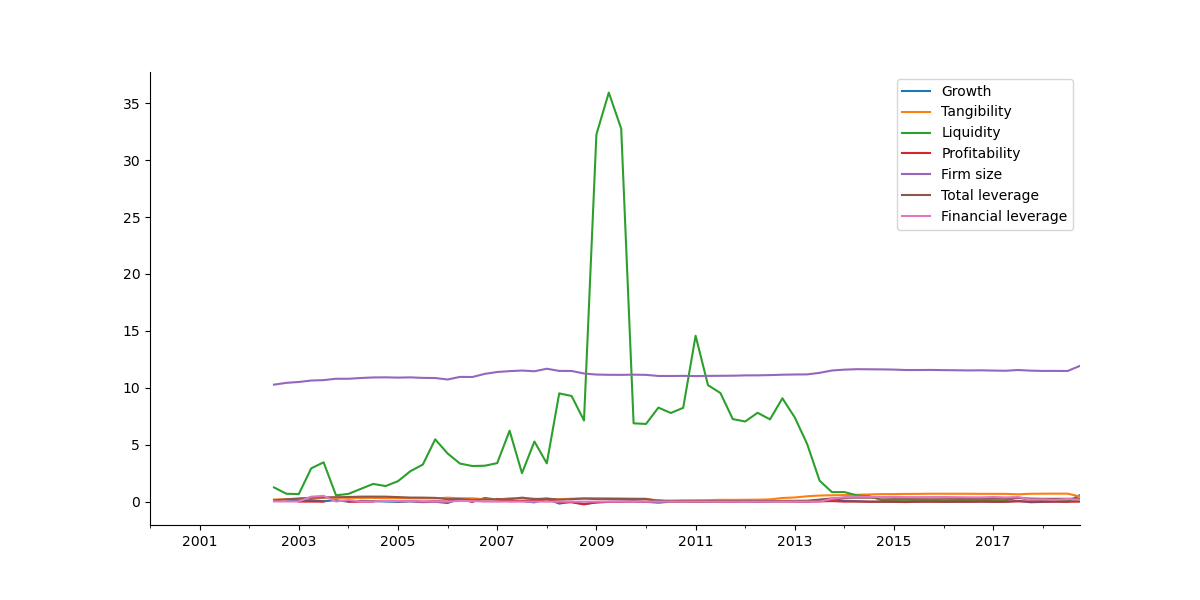 35
30
25
20
15
10
5
0
2001 2003 2005 2007 2009 2011 2013 2015 2017
Growth
Tangibility
Liquidity
Profitability
Firm size
Total leverage
Financial leverage